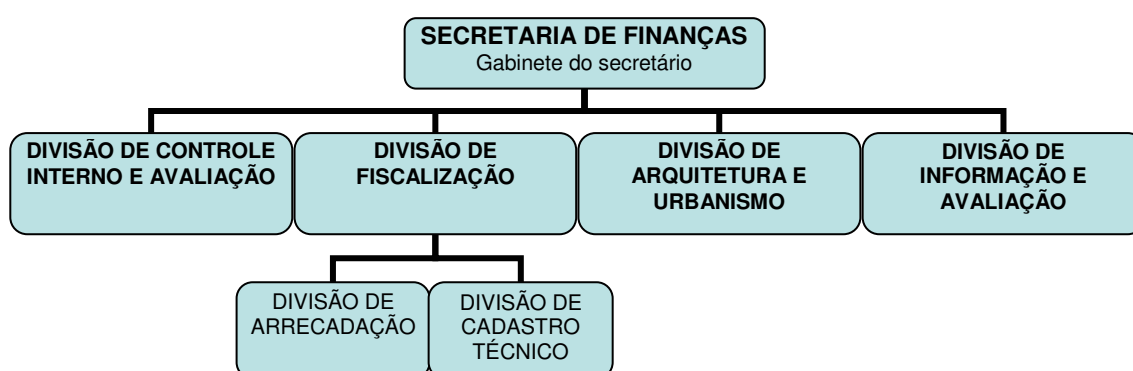 SECRETARIA DE FINANÇAS
Gabinete do secretário
DIVISÃO DE CONTROLE
INTERNO E AVALIAÇÃO
DIVISÃO DE
FISCALIZAÇÃO
DIVISÃO DE
ARQUITETURA E
URBANISMO
DIVISÃO DE
INFORMAÇÃO E
AVALIAÇÃO
DIVISÃO DE
ARRECADAÇÃO
DIVISÃO DE
CADASTRO
TÉCNICO